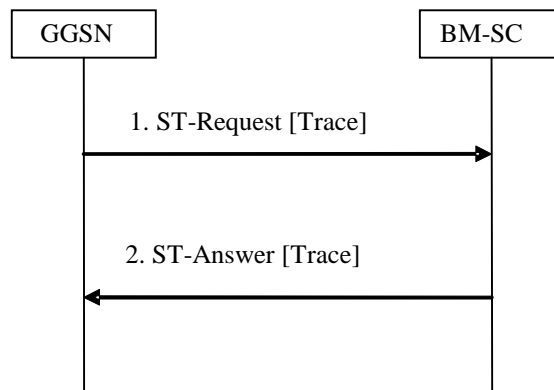 GGSN
BM-SC
1. ST-Request [Trace]
2. ST-Answer [Trace]